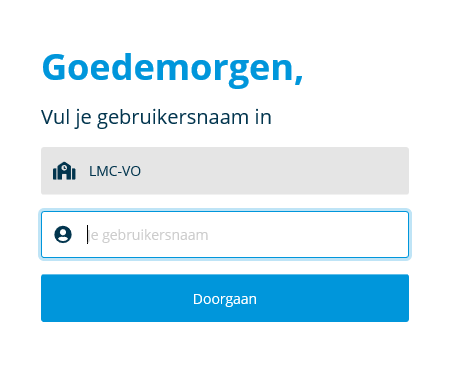 Goedemorgen,
Vul je gebruikersnaam in
LMC-VO
Je gebruikersnaam
Doorgaan